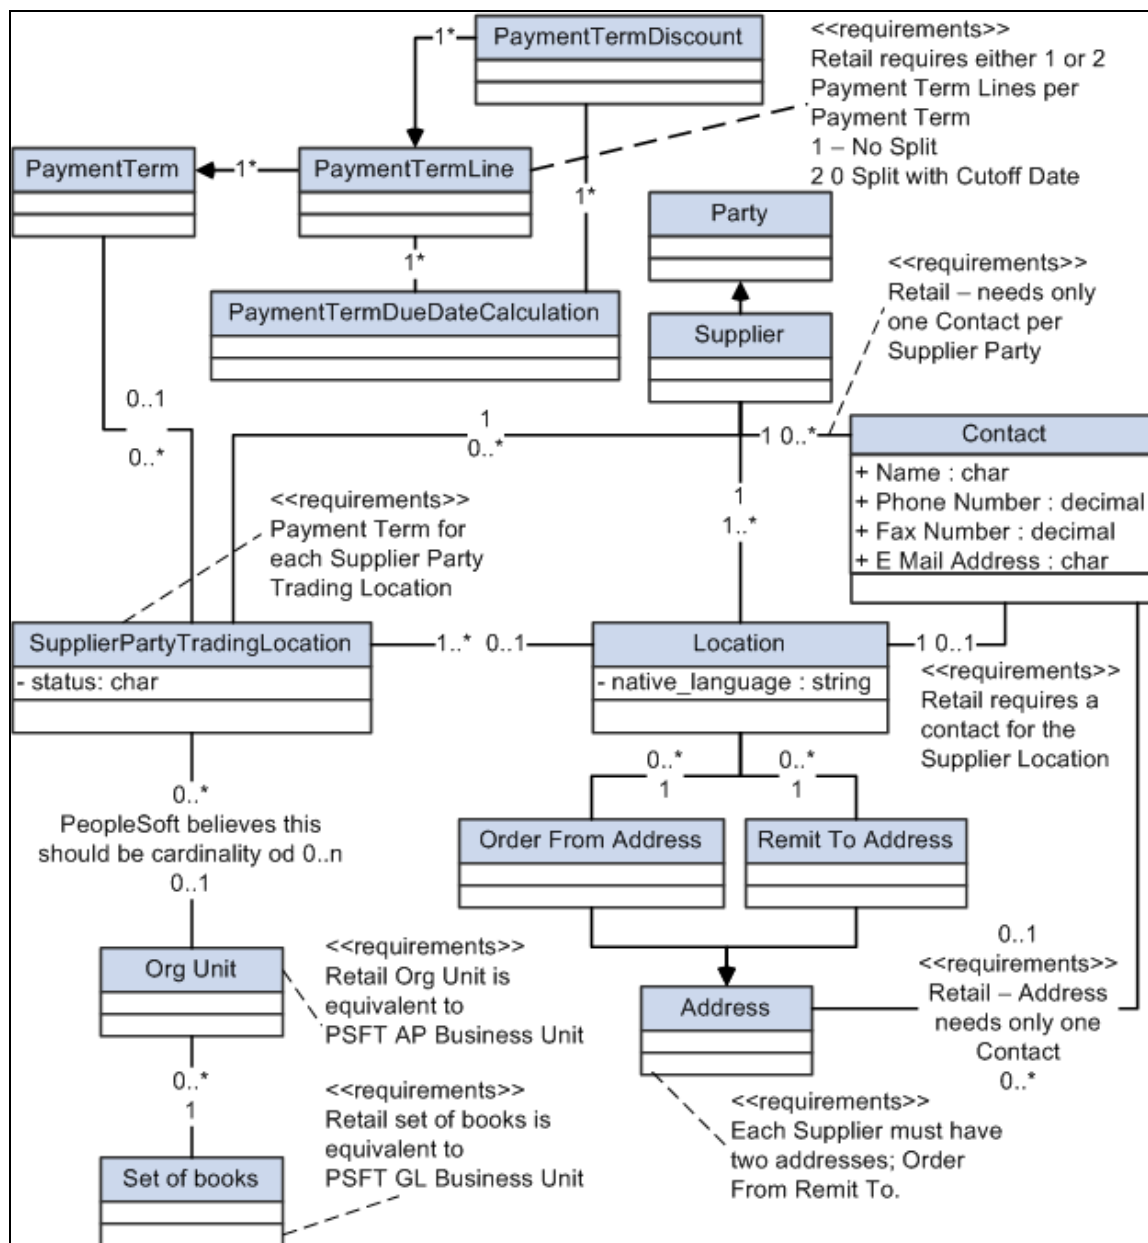 PaymentTermDiscount
1*
<<requirements>>
Retail requires either 1 or 2
Payment Term Lines per
Payment Term
1 – No Split
2 0 Split with Cutoff Date
PaymentTerm
1*
PaymentTermLine
1*
1*
PaymentTermDueDateCalculation
Party
Supplier
<<requirements>>
Retail – needs only
one Contact per
Supplier Party
0..1
0..*
1
0..*
1 0..*
Contact
+ Name : char
+ Phone Number : decimal
+ Fax Number : decimal
+ E Mail Address : char
1
1..*
<<requirements>>
Payment Term for
each Supplier Party
Trading Location
SupplierPartyTradingLocation
- status: char
1..* 0..1
Location
- native_language : string
1 0..1
<<requirements>>
Retail requires a
contact for the
Supplier Location
0..*
PeopleSoft believes this
should be cardinality od 0..n
0..1
0..*
1
0..*
1
Order From Address
Remit To Address
Org Unit
<<requirements>>
Retail Org Unit is
equivalent to
PSFT AP Business Unit
Address
0..1
<<requirements>>
Retail – Address
needs only one
Contact
0..*
0..*
1
Set of books
<<requirements>>
Retail set of books is
equivalent to
PSFT GL Business Unit
<<requirements>>
Each Supplier must have
two addresses; Order
From Remit To.